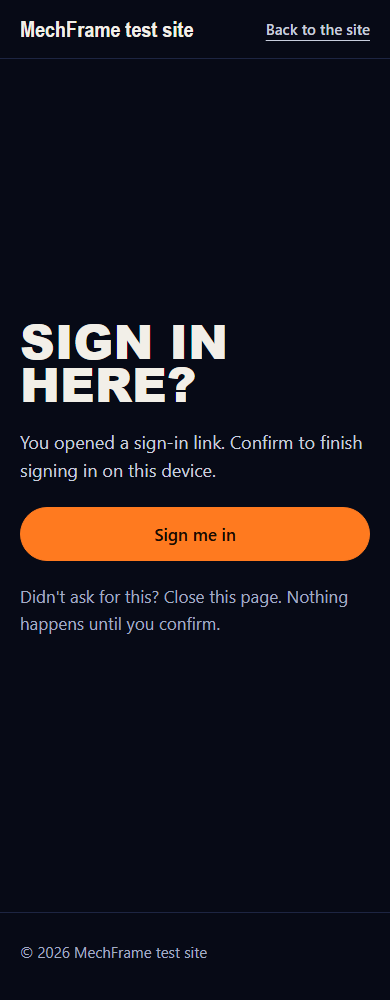 MechFrame test site
Back to the site
SIGN IN
HERE?
You opened a sign-in link. Confirm to finish
signing in on this device.
Sign me in
Didn't ask for this? Close this page. Nothing
happens until you confirm.
© 2026 MechFrame test site